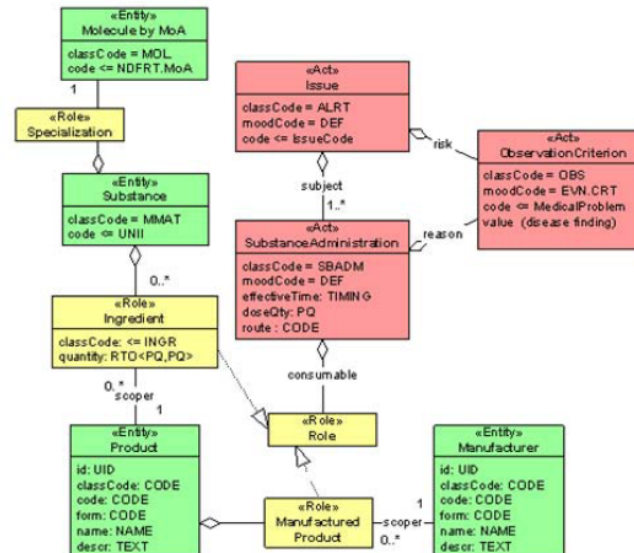 «Entity»
Molecule by MoA
classCode = MOL
code <= NDFRT.MoA
1
«Role»
Specialization
«Entity»
Substance
classCode = MMAT
code <= UNII
0..*
«Role»
Ingredient
classCode: <= INGR
quantity: RTO<PQ,PQ>
0..*
scoper
1
«Entity»
Product
id: UID
classCode: CODE
code: CODE
form: CODE
name: NAME
descr: TEXT
«Act»
Issue
classCode = ALRT
moodCode = DEF
code <= IssueCode
risk
subject
1..*
«Act»
ObservationCriterion
classCode = OBS
moodCode = EVN.CRT
code <= MedicalProblem
value (disease finding)
«Act»
SubstanceAdministration
classCode = SBADM
moodCode = DEF
effectiveTime: TIMING
doseQty: PQ
route : CODE
reason
consumable
«Role»
Role
«Role»
Manufactured
Product
1
scoper
0..*
«Entity»
Manufacturer
id: UID
classCode: CODE
code: CODE
form: CODE
name: NAME
descr: TEXT